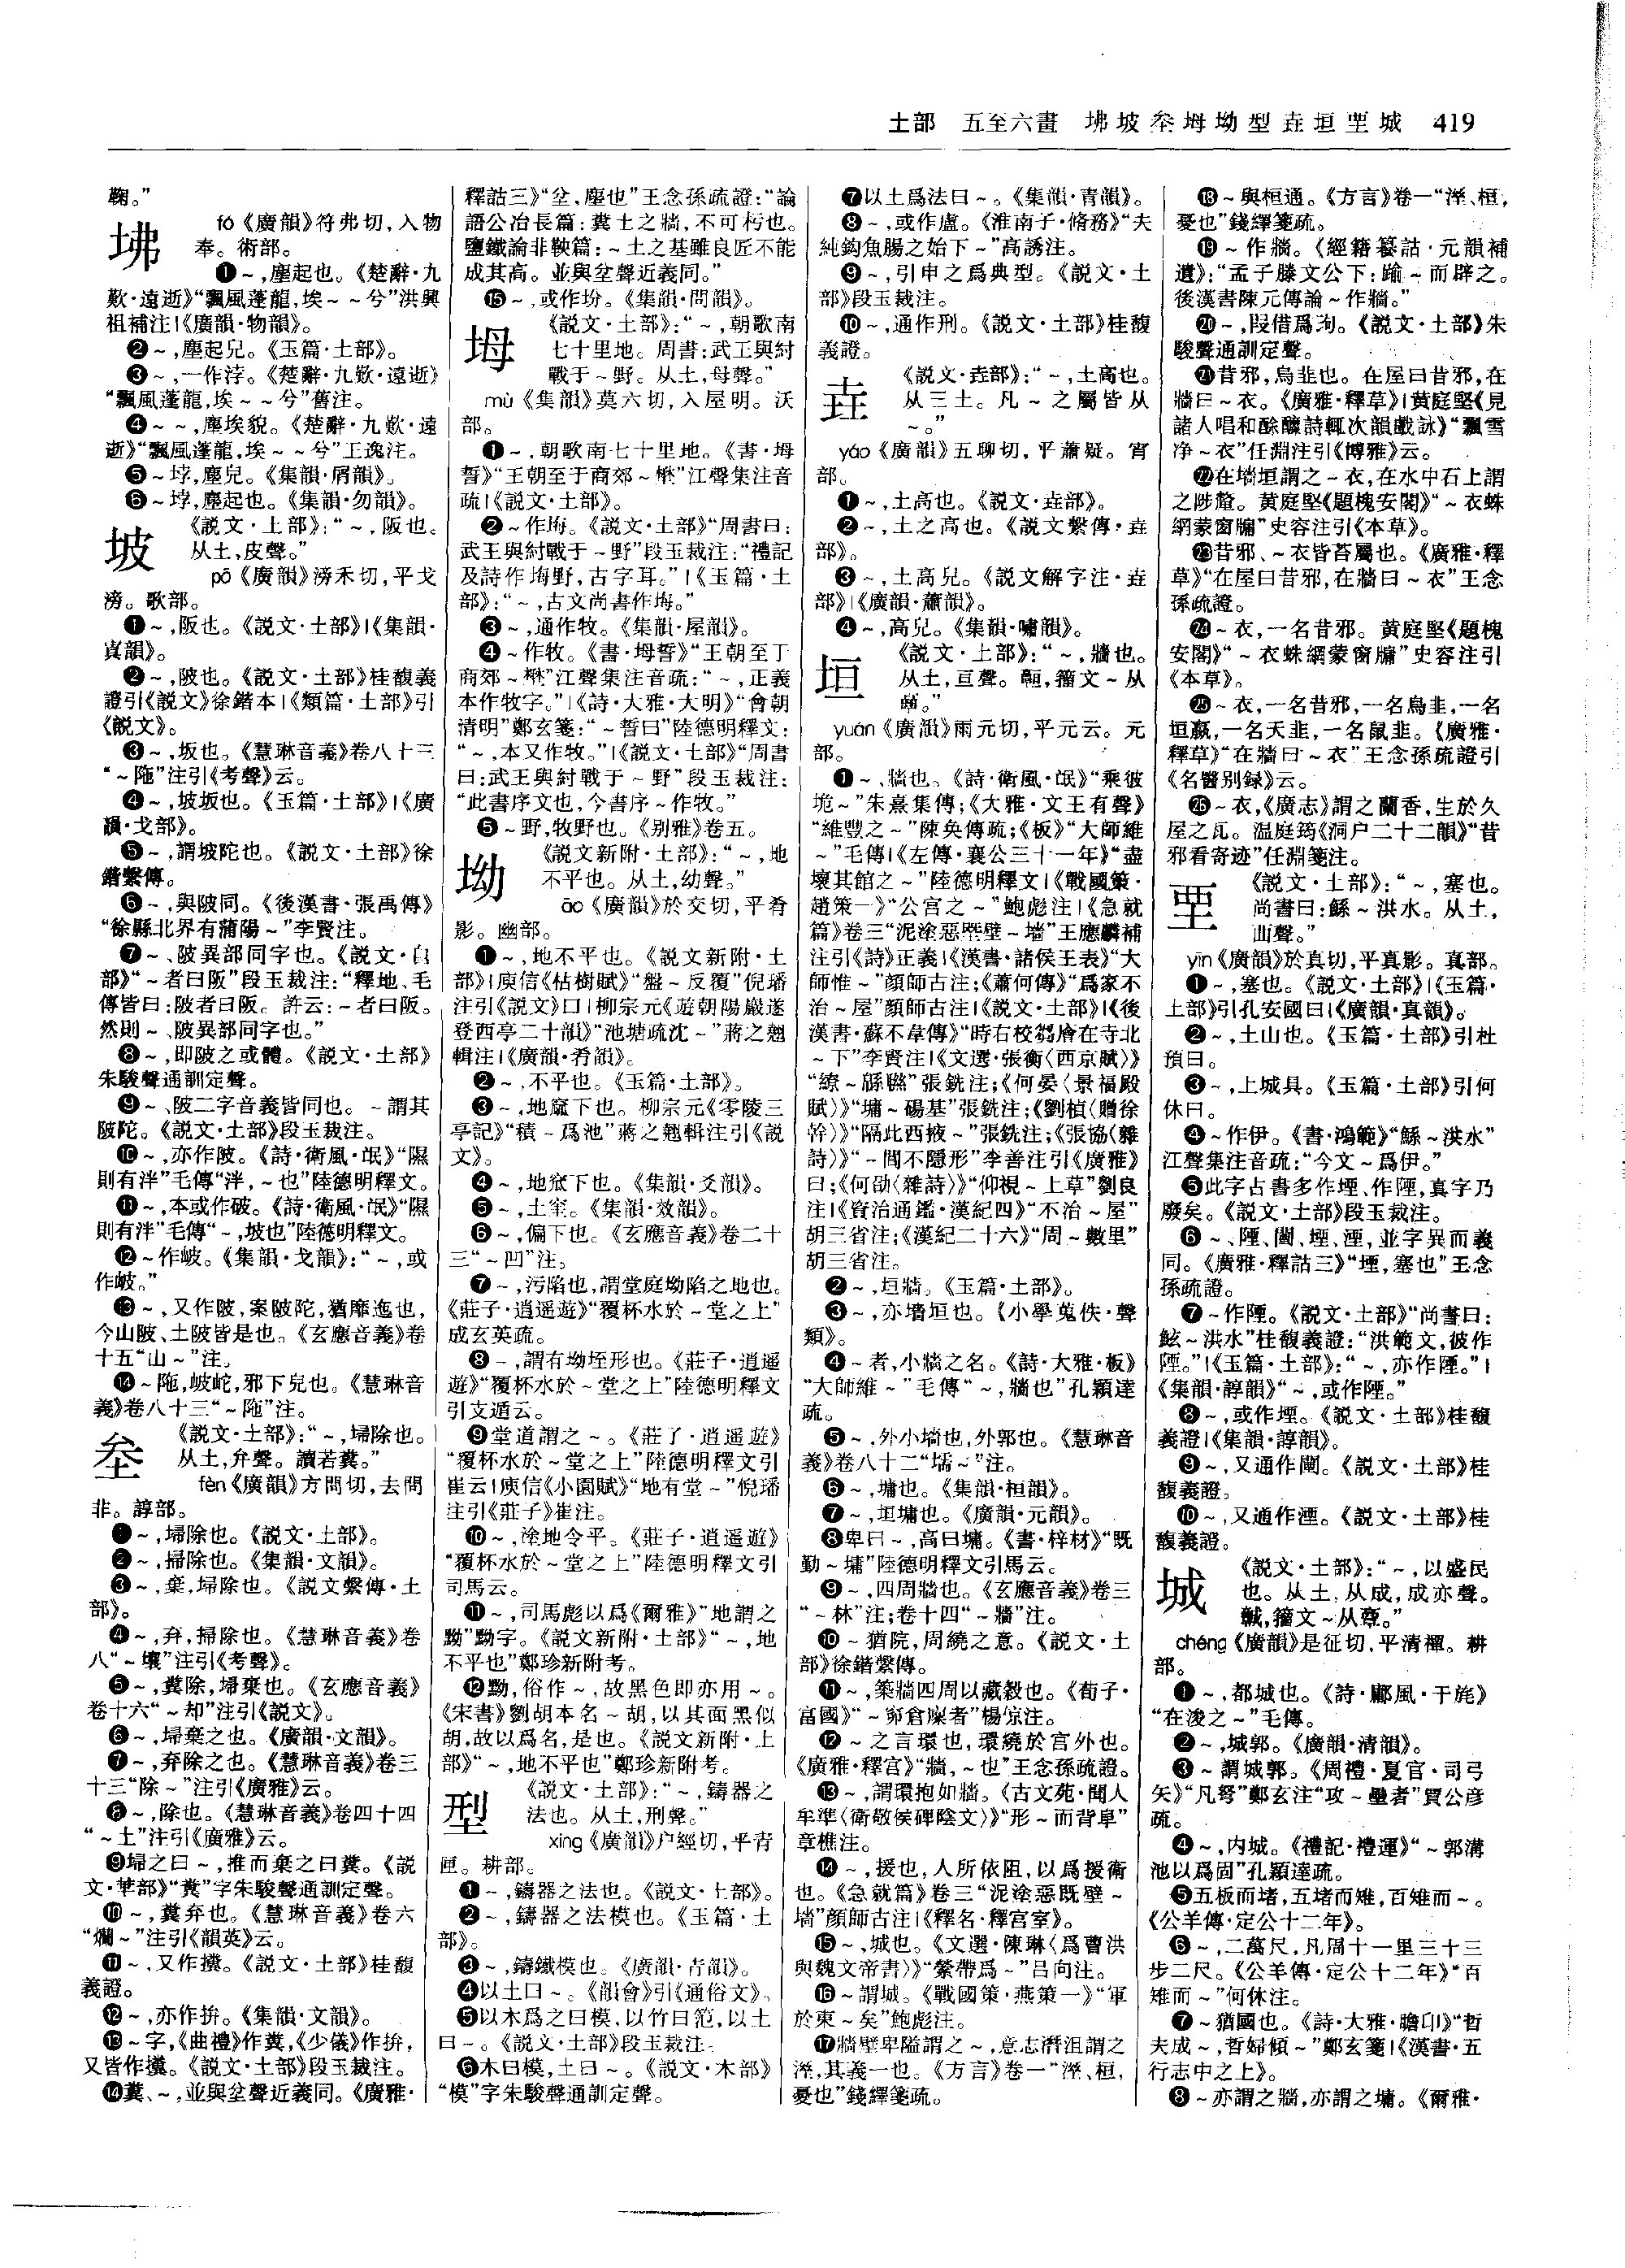 土部　五至六畫　坲坡坌坶坳型垚垣垔城　419
鞠。”
坲
fó《廣韻》符弗切，入物
奉。術部。
❶～，塵起也。《楚辭·九
歎·遠逝》“飄風蓬龍，埃～～兮”洪興
祖補注|《廣韻·物韻》。
❷～，塵起皃。《玉篇·土部》。
❸～，一作浡。《楚辭·九歎·遠逝》
“飄風蓬龍，埃～～兮”舊注。
❹～～，塵埃貌。《楚辭·九歎·遠
逝》“飄風蓬龍，埃～～兮”王逸注。
❺～垺，塵皃。《集韻·屑韻》。
❻～垺，塵起也。《集韻·勿韻》。
坡
《説文·土部》：“～，阪也。
从土，皮聲。”
pō《廣韻》滂禾切，平戈
滂。歌部。
❶～，阪也。《説文·土部》|《集韻·
寘韻》。
❷～，陂也。《説文·土部》桂馥義
證引《説文》徐鍇本|《類篇·土部》引
《説文》。
❸～，坂也。《慧琳音義》卷八十三
“～陁”注引《考聲》云。
❹～，坡坂也。《玉篇·土部》|《廣
韻·戈部》。
❺～，謂坡陀也。《説文·土部》徐
鍇繫傳。
❻～，與陂同。《後漢書·張禹傳》
“徐縣北界有蒲陽～”李賢注。
❼～、陂異部同字也。《説文·𨸏
部》“～者曰阪”段玉裁注：“釋地、毛
傳皆曰：陂者曰阪。許云：～者曰阪。
然則～、陂異部同字也。”
❽～，即陂之或體。《説文·土部》
朱駿聲通訓定聲。
❾～、陂二字音義皆同也。～謂其
陂陀。《説文·土部》段玉裁注。
❿～，亦作陂。《詩·衛風·氓》“隰
則有泮”毛傳“泮，～也”陸德明釋文。
⓫～，本或作破。《詩·衛風·氓》“隰
則有泮”毛傳“～，坡也”陸德明釋文。
⓬～作岥。《集韻·戈韻》：“～，或
作岥。”
⓭～，又作陂，案陂陀，猶靡迤也，
今山陂、土陂皆是也。《玄應音義》卷
十五“山～”注。
⓮～陁，岥岮，邪下皃也。《慧琳音
義》卷八十三“～陁”注。
坌
《説文·土部》：“～，埽除也。
从土，弁聲。讀若糞。”
fèn《廣韻》方問切，去問
非。諄部。
❶～，埽除也。《説文·土部》。
❷～，掃除也。《集韻·文韻》。
❸～，棄，埽除也。《説文繫傳·土
部》。
❹～，弃，掃除也。《慧琳音義》卷
八“～壤”注引《考聲》。
❺～，糞除，埽棄也。《玄應音義》
卷十六“～却”注引《説文》。
❻～，掃棄之也。《廣韻·文韻》。
❼～，弃除之也。《慧琳音義》卷三
十三“除～”注引《廣雅》云。
❽～，除也。《慧琳音義》卷四十四
“～土”注引《廣雅》云。
❾埽之曰～，推而棄之曰糞。《説
文·𠦒部》“糞”字朱駿聲通訓定聲。
❿～，糞弃也。《慧琳音義》卷六
“爛～”注引《韻英》云。
⓫～，又作㩔。《説文·土部》桂馥
義證。
⓬～，亦作拚。《集韻·文韻》。
⓭～字，《曲禮》作糞，《少儀》作拚，
又皆作㩔。《説文·土部》段玉裁注。
⓮糞、～，並與坌聲近義同。《廣雅·
釋詁三》“坌，塵也”王念孫疏證：“論
語公冶長篇：糞土之牆，不可杇也。
鹽鐵論非鞅篇：～土之基雖良匠不能
成其高。並與坌聲近義同。”
⓯～，或作坋。《集韻·問韻》。
坶
《説文·土部》：“～，朝歌南
七十里地。周書：武王與紂
戰于～野。从土，母聲。”
mù《集韻》莫六切，入屋明。沃
部。
❶～，朝歌南七十里地。《書·坶
誓》“王朝至于商郊～𡐨”江聲集注音
疏|《説文·土部》。
❷～作坶。《説文·土部》“周書曰：
武王與紂戰于～野”段玉裁注：“禮記
及詩作坶野，古字耳。”|《玉篇·土
部》：“～，古文尚書作坶。”
❸～，通作牧。《集韻·屋韻》。
❹～作牧。《書·坶誓》“王朝至于
商郊～𡐨”江聲集注音疏：“～，正義
本作牧字。”|《詩·大雅·大明》“會朝
清明”鄭玄箋：“～誓曰”陸德明釋文：
“～，本又作牧。”|《説文·土部》“周書
曰：武王與紂戰于～野”段玉裁注：
“此書序文也，今書序～作牧。”
❺～野，牧野也。《别雅》卷五。
坳
《説文新附·土部》：“～，地
不平也。从土，幼聲。”
āo《廣韻》於交切，平肴
影。幽部。
❶～，地不平也。《説文新附·土
部》|庾信《枯樹賦》“盤～反覆”倪璠
注引《説文》曰|柳宗元《遊朝陽巖遂
登西亭二十韻》“池塘疏沈～”蔣之翹
輯注|《廣韻·肴韻》。
❷～，不平也。《玉篇·土部》。
❸～，地窳下也。柳宗元《零陵三
亭記》“積～爲池”蔣之翹輯注引《説
文》。
❹～，地窊下也。《集韻·爻韻》。
❺～，土窐。《集韻·效韻》。
❻～，偏下也。《玄應音義》卷二十
三“～凹”注。
❼～，污陷也，謂堂庭坳陷之地也。
《莊子·逍遥遊》“覆杯水於～堂之上”
成玄英疏。
❽～，謂有坳垤形也。《莊子·逍遥
遊》“覆杯水於～堂之上”陸德明釋文
引支遁云。
❾堂道謂之～。《莊子·逍遥遊》
“覆杯水於～堂之上”陸德明釋文引
崔云|庾信《小園賦》“地有堂～”倪璠
注引《莊子》崔注。
❿～，塗地令平。《莊子·逍遥遊》
“覆杯水於～堂之上”陸德明釋文引
司馬云。
⓫～，司馬彪以爲《爾雅》“地謂之
黝”黝字。《説文新附·土部》“～，地
不平也”鄭珍新附考。
⓬黝，俗作～，故黑色即亦用～。
《宋書》劉胡本名～胡，以其面黑似
胡，故以爲名，是也。《説文新附·土
部》“～，地不平也”鄭珍新附考。
型
《説文·土部》：“～，鑄器之
法也。从土，刑聲。”
xíng《廣韻》户經切，平青
匣。耕部。
❶～，鑄器之法也。《説文·土部》。
❷～，鑄器之法模也。《玉篇·土
部》。
❸～，鑄鐵模也。《廣韻·青韻》。
❹以土曰～。《韻會》引《通俗文》。
❺以木爲之曰模，以竹曰笵，以土
曰～。《説文·土部》段玉裁注。
❻木曰模，土曰～。《説文·木部》
“模”字朱駿聲通訓定聲。
❼以土爲法曰～。《集韻·青韻》。
❽～，或作盧。《淮南子·脩務》“夫
純鉤魚腸之始下～”高誘注。
❾～，引申之爲典型。《説文·土
部》段玉裁注。
❿～，通作刑。《説文·土部》桂馥
義證。
垚
《説文·垚部》：“～，土高也。
从三土。凡～之屬皆从
～。”
yáo《廣韻》五聊切，平蕭疑。宵
部。
❶～，土高也。《説文·垚部》。
❷～，土之高也。《説文繫傳·垚
部》。
❸～，土高皃。《説文解字注·垚
部》|《廣韻·蕭韻》。
❹～，高皃。《集韻·嘯韻》。
垣
《説文·土部》：“～，牆也。
从土，亘聲。𩫨，籀文～从
𩫖。”
yuán《廣韻》雨元切，平元云。元
部。
❶～，牆也。《詩·衛風·氓》“乘彼
垝～”朱熹集傳；《大雅·文王有聲》
“維豐之～”陳奂傳疏；《板》“大師維
～”毛傳|《左傳·襄公三十一年》“盡
壞其館之～”陸德明釋文|《戰國策·
趙策一》“公宫之～”鮑彪注|《急就
篇》卷三“泥塗堊墍壁～墻”王應麟補
注引《詩》正義|《漢書·諸侯王表》“大
師惟～”顔師古注；《蕭何傳》“爲家不
治～屋”顔師古注|《説文·土部》|《後
漢書·蘇不韋傳》“時右校芻廥在寺北
～下”李賢注|《文選·張衡〈西京賦〉》
“繚～緜聯”張銑注；《何晏〈景福殿
賦〉》“墉～碭基”張銑注；《劉楨〈贈徐
幹〉》“隔此西掖～”張銑注；《張協〈雜
詩〉》“～閭不隱形”李善注引《廣雅》
曰；《何劭〈雜詩〉》“仰視～上草”劉良
注|《資治通鑑·漢紀四》“不治～屋”
胡三省注；《漢紀二十六》“周～數里”
胡三省注。
❷～，垣牆。《玉篇·土部》。
❸～，亦墻垣也。《小學蒐佚·聲
類》。
❹～者，小牆之名。《詩·大雅·板》
“大師維～”毛傳“～，牆也”孔穎達
疏。
❺～，外小墻也，外郭也。《慧琳音
義》卷八十二“壖～”注。
❻～，墉也。《集韻·桓韻》。
❼～，垣墉也。《廣韻·元韻》。
❽卑曰～，高曰墉。《書·梓材》“既
勤～墉”陸德明釋文引馬云。
❾～，四周牆也。《玄應音義》卷三
“～林”注；卷十四“～牆”注。
❿～猶院，周繞之意。《説文·土
部》徐鍇繫傳。
⓫～，築牆四周以藏穀也。《荀子·
富國》“～窌倉廩者”楊倞注。
⓬～之言環也，環繞於宫外也。
《廣雅·釋宫》“牆，～也”王念孫疏證。
⓭～，謂環抱如牆。《古文苑·聞人
牟準〈衛敬侯碑陰文〉》“形～而背阜”
章樵注。
⓮～，援也，人所依阻，以爲援衛
也。《急就篇》卷三“泥塗堊既壁～
墻”顔師古注|《釋名·釋宫室》。
⓯～，城也。《文選·陳琳〈爲曹洪
與魏文帝書〉》“縈帶爲～”吕向注。
⓰～謂城。《戰國策·燕策一》“軍
於東～矣”鮑彪注。
⓱牆壁卑隘謂之～，意志濳沮謂之
溼，其義一也。《方言》卷一“溼、桓，
憂也”錢繹箋疏。
⓲～與桓通。《方言》卷一“溼、桓，
憂也”錢繹箋疏。
⓳～作牆。《經籍籑詁·元韻補
遺》：“孟子滕文公下：踰～而辟之。
後漢書陳元傳論～作牆。”
⓴～，叚借爲洵。《説文·土部》朱
駿聲通訓定聲。
㉑昔邪，烏韭也。在屋曰昔邪，在
牆曰～衣。《廣雅·釋草》|黄庭堅《見
諸人唱和酴醾詩輒次韻戲詠》“飄雪
净～衣”任淵注引《博雅》云。
㉒在墻垣謂之～衣，在水中石上謂
之陟釐。黄庭堅《題槐安閣》“～衣蛛
網蒙窗牖”史容注引《本草》。
㉓昔邪、～衣皆苔屬也。《廣雅·釋
草》“在屋曰昔邪，在牆曰～衣”王念
孫疏證。
㉔～衣，一名昔邪。黄庭堅《題槐
安閣》“～衣蛛網蒙窗牖”史容注引
《本草》。
㉕～衣，一名昔邪，一名烏韭，一名
垣嬴，一名天韭，一名鼠韭。《廣雅·
釋草》“在牆曰～衣”王念孫疏證引
《名醫别録》云。
㉖～衣，《廣志》謂之蘭香，生於久
屋之瓦。温庭筠《洞户二十二韻》“昔
邪看奇迹”任淵箋注。
垔
《説文·土部》：“～，塞也。
尚書曰：鯀～洪水。从土，
㢴聲。”
yīn《廣韻》於真切，平真影。真部。
❶～，塞也。《説文·土部》|《玉篇·
土部》引孔安國曰|《廣韻·真韻》。
❷～，土山也。《玉篇·土部》引杜
預曰。
❸～，上城具。《玉篇·土部》引何
休曰。
❹～作伊。《書·鴻範》“鯀～洪水”
江聲集注音疏：“今文～爲伊。”
❺此字古書多作堙、作陻，真字乃
廢矣。《説文·土部》段玉裁注。
❻～、陻、闉、堙、湮，並字異而義
同。《廣雅·釋詁三》“堙，塞也”王念
孫疏證。
❼～作陻。《説文·土部》“尚書曰：
鮌～洪水”桂馥義證：“洪範文，彼作
陻。”|《玉篇·土部》：“～，亦作陻。”|
《集韻·諄韻》“～，或作陻。”
❽～，或作堙。《説文·土部》桂馥
義證|《集韻·諄韻》。
❾～，又通作闉。《説文·土部》桂
馥義證。
❿～，又通作湮。《説文·土部》桂
馥義證。
城
《説文·土部》：“～，以盛民
也。从土，从成，成亦聲。
𩫨，籀文～从𩫖。”
chéng《廣韻》是征切，平清禪。耕
部。
❶～，都城也。《詩·鄘風·干旄》
“在浚之～”毛傳。
❷～，城郭。《廣韻·清韻》。
❸～謂城郭。《周禮·夏官·司弓
矢》“凡弩”鄭玄注“攻～壘者”賈公彦
疏。
❹～，内城。《禮記·禮運》“～郭溝
池以爲固”孔穎達疏。
❺五板而堵，五堵而雉，百雉而～。
《公羊傳·定公十二年》。
❻～，二萬尺，凡周十一里三十三
步二尺。《公羊傳·定公十二年》“百
雉而～”何休注。
❼～猶國也。《詩·大雅·瞻卬》“哲
夫成～，哲婦傾～”鄭玄箋|《漢書·五
行志中之上》。
❽～亦謂之牆，亦謂之墉。《爾雅·